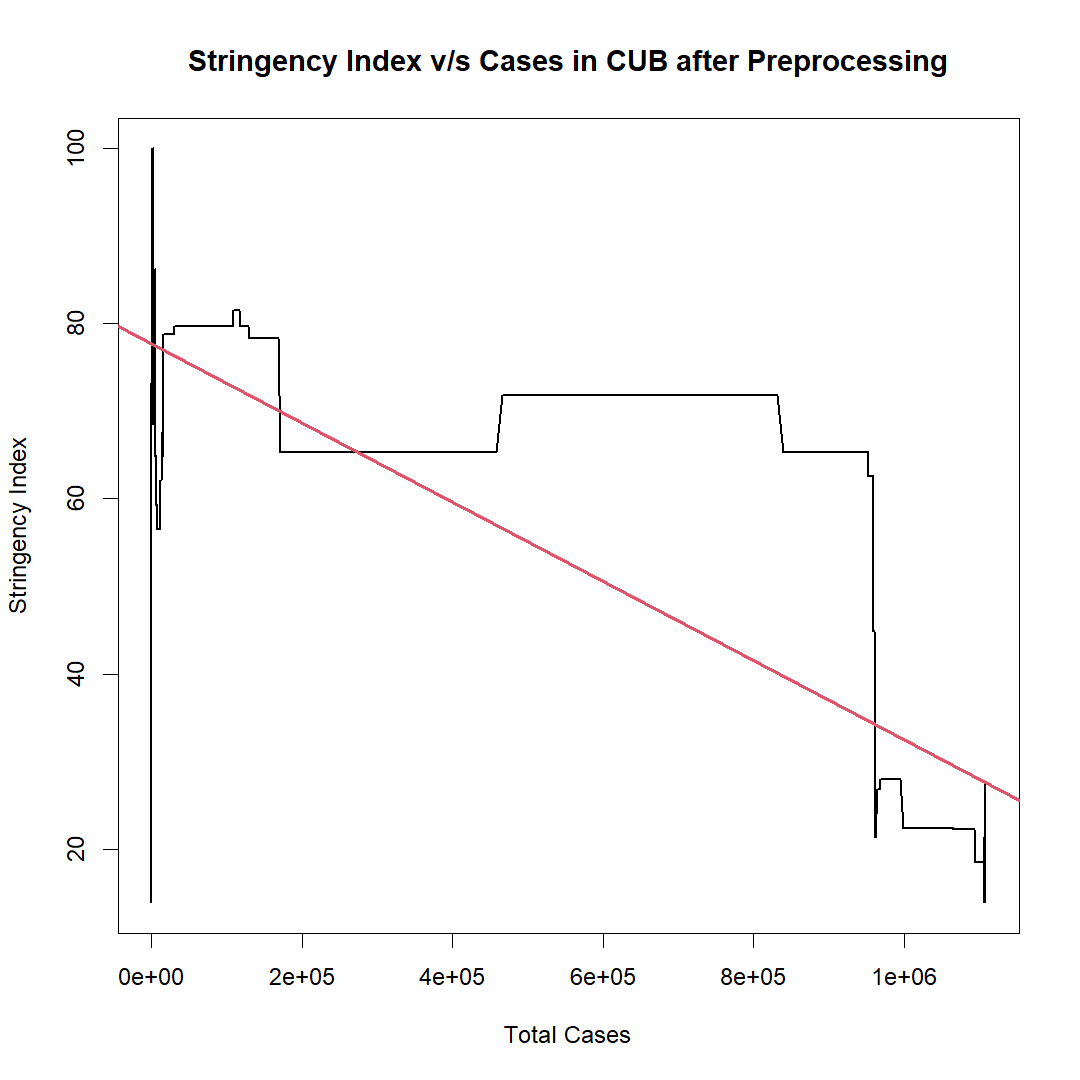 Stringency Index v/s Cases in CUB after Preprocessing
100
80
60
40
20
Stringency Index
0e+00 2e+05 4e+05 6e+05 8e+05 1e+06
Total Cases